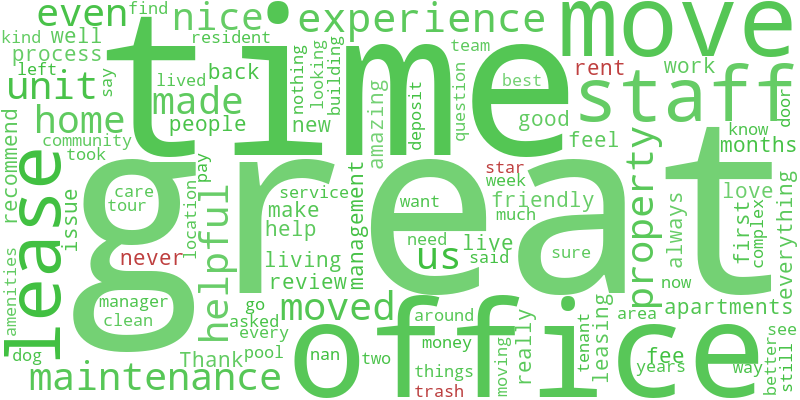 find
even
nice
experience
move
kind
well
resident
team
process
time
looking
building
nothing
rent
work
left
say
lived
back
best
unit
made
question
staff
door
people
new
amazing
deposit
good
home
feel
know
community
months
took
recommend
great
star
week
care
tour
service
pay
location
want
friendly
love
make
much
management
property
always
first
complex
everything
issue
helpful
help
need
live
sure
us
said
lease
never
living
review
now
amenities
manager
moved
go
around
area
apartments
clean
asked
office
every
money
really
leasing
tenant
fee
see
dog
Thank
pool
nan
two
moving
years
way
better
still
maintenance
things
trash